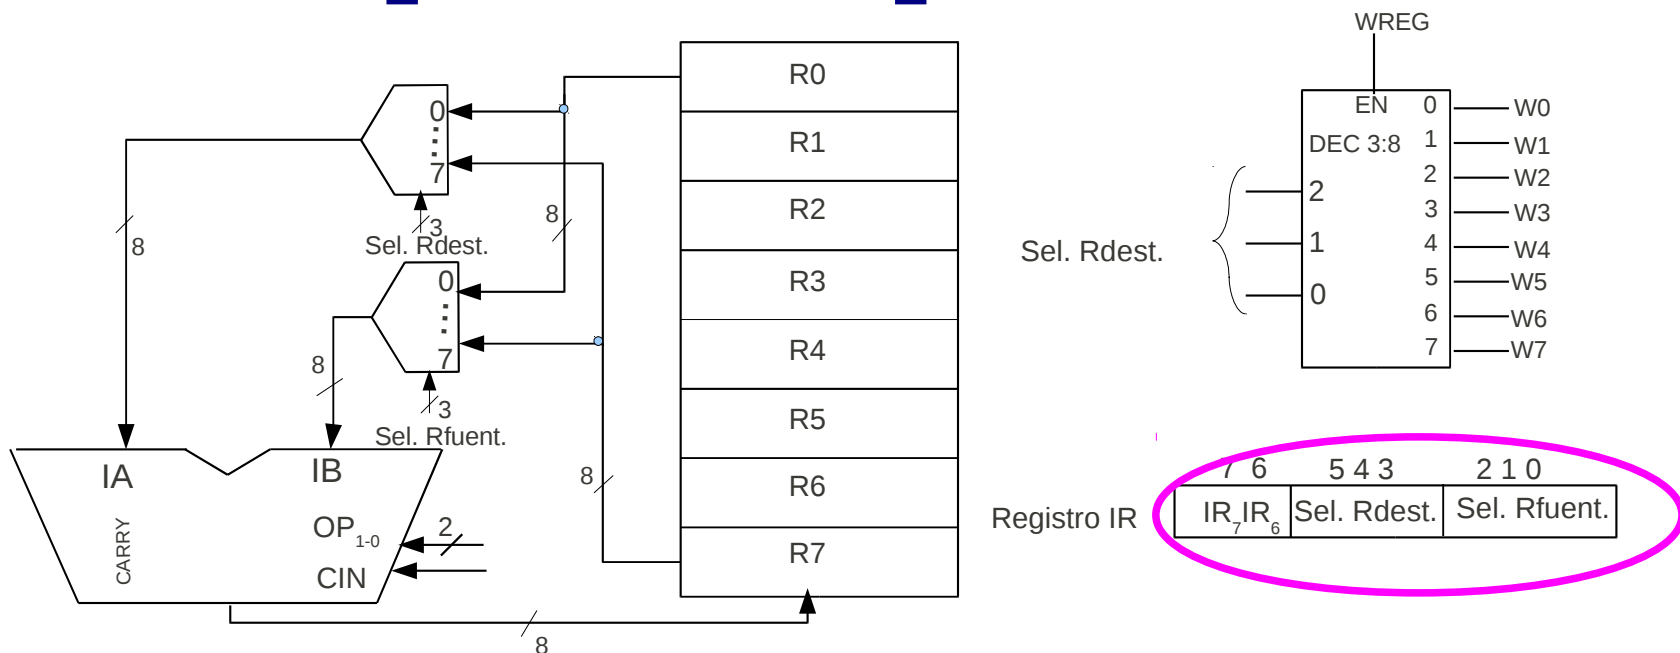 WREG
R0
R1
R2
R3
R4
R5
R6
R7
0
7
3
Sel. Rdest.
8
8
0
7
3
Sel. Rfuent.
8
8
IA
IB
OP1-0
2
CIN
CARRY
8
EN
DEC 3:8
2
1
0
Sel. Rdest.
0
1
2
3
4
5
6
7
W0
W1
W2
W3
W4
W5
W6
W7
7 6
5 4 3
2 1 0
Registro IR
IR7IR6
Sel. Rdest.
Sel. Rfuent.